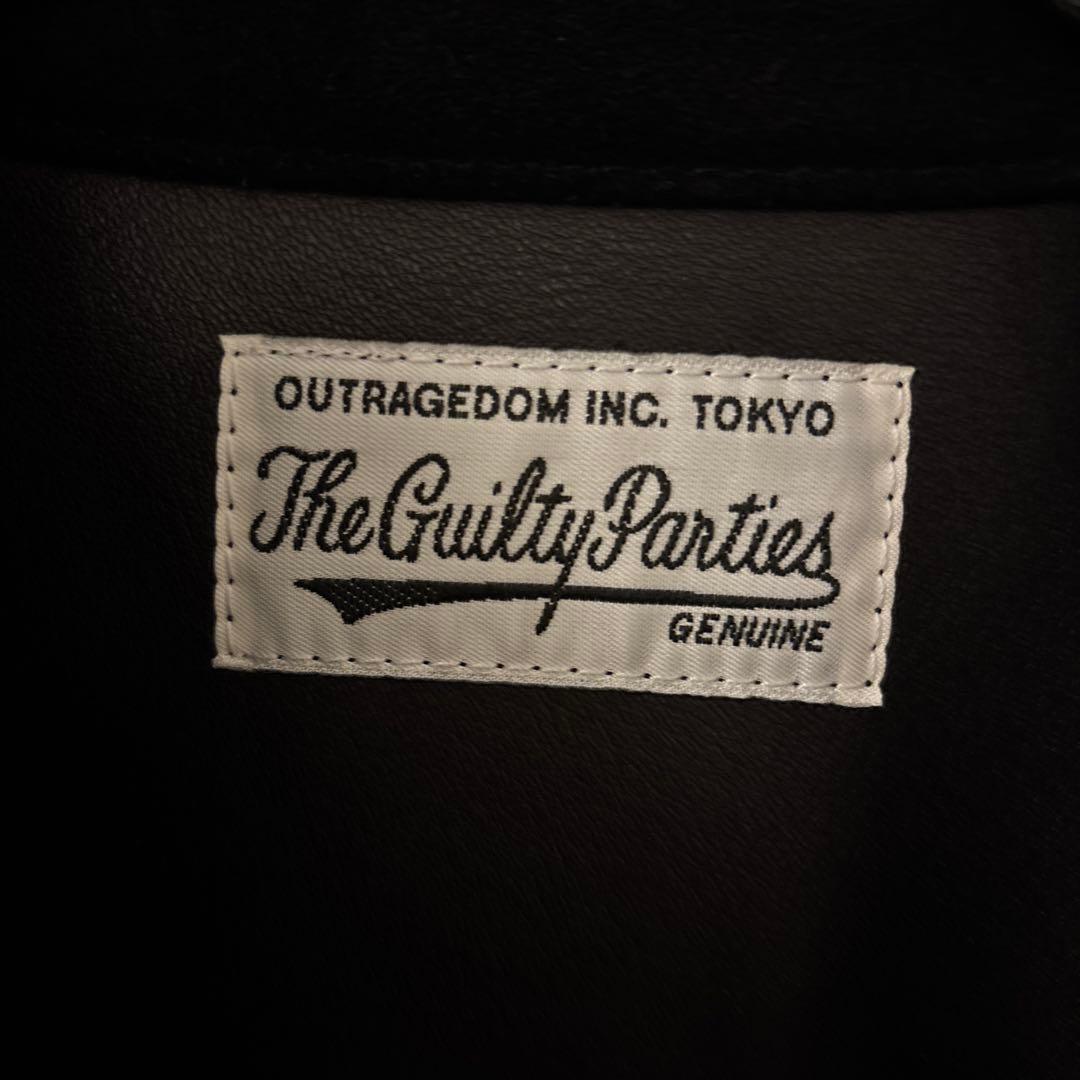 OUTRAGEDOM INC. TOKYO
The Guilty Parties
GENUINE